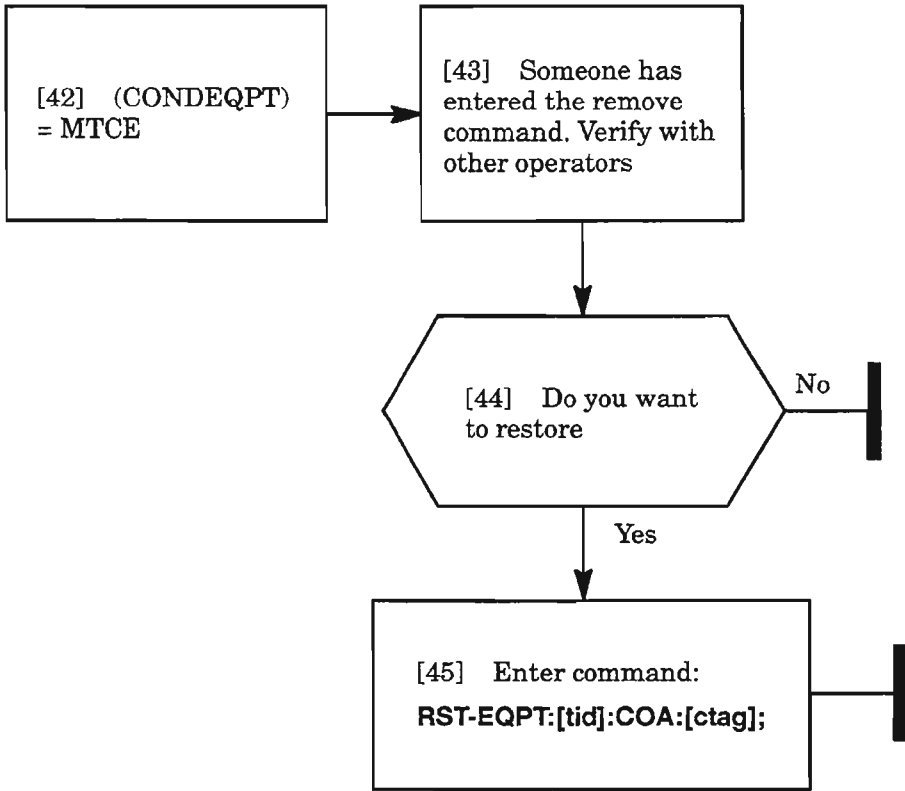 [42] (CONDEQPT)
= MTCE
[43] Someone has
entered the remove
command. Verify with
other operators
[44] Do you want
to restore
No
Yes
[45] Enter command:
RST-EQPT:[tid]:COA:[ctag];